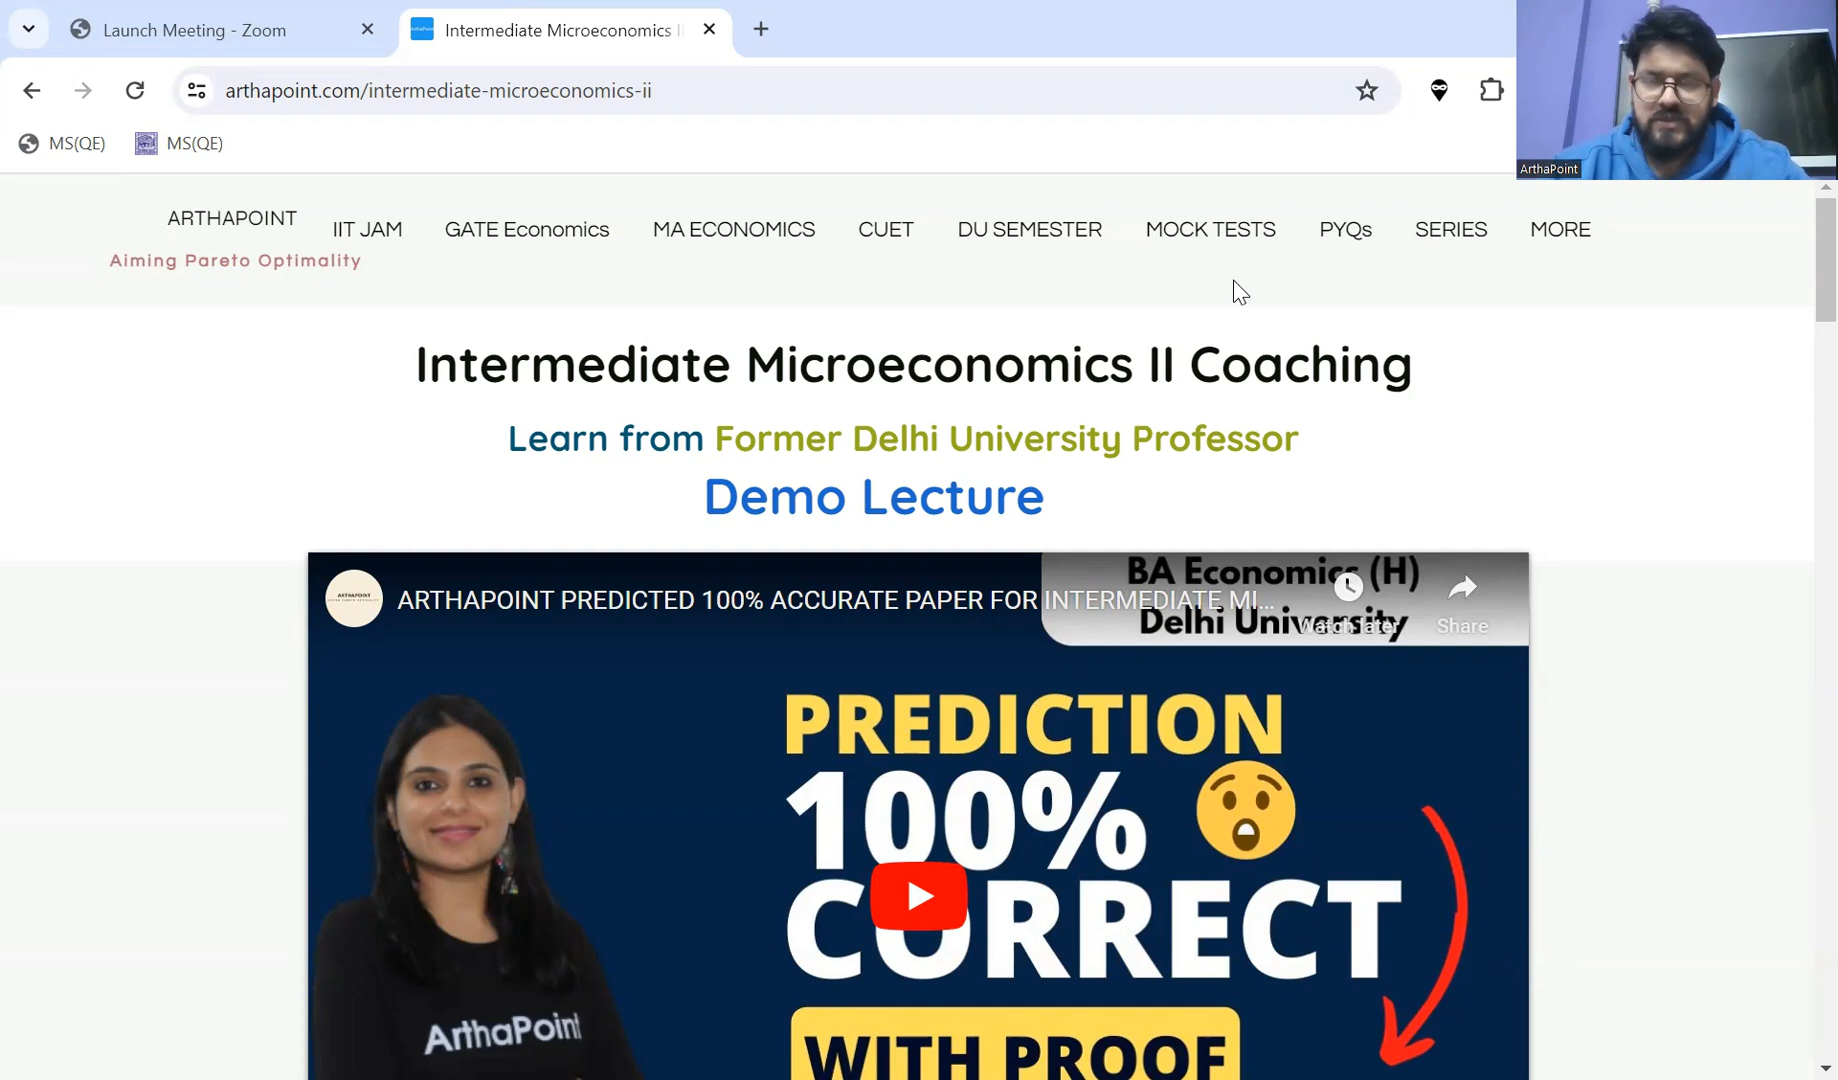 Launch Meeting - Zoom
Intermediate Microeconomics II
arthapoint.com/intermediate-microeconomics-ii
MS(QE)
MS(QE)
ArthaPoint
ARTHAPOINT
Aiming Pareto Optimality
IIT JAM
GATE Economics
MA ECONOMICS
CUET
DU SEMESTER
MOCK TESTS
PYQs
SERIES
MORE
Intermediate Microeconomics II Coaching
Learn from Former Delhi University Professor
Demo Lecture
ARTHAPOINT PREDICTED 100% ACCURATE PAPER FOR INTERMEDIATE MI...
BA Economics (H)
Delhi University
Watch later
Share
PREDICTION
100%
CORRECT
WITH PROOF
ArthaPoint